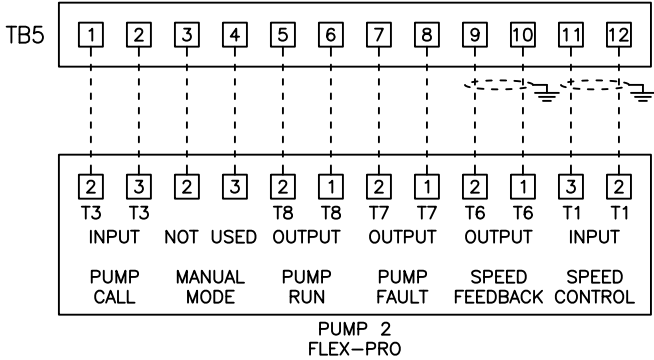 TB5 1 2 3 4 5 6 7 8 9 10 11 12
2 3 2 3 2 1 2 1 2 1 3 2
T3 T3 T8 T8 T7 T7 T6 T6 T1 T1
INPUT NOT USED OUTPUT OUTPUT OUTPUT INPUT
PUMP MANUAL PUMP PUMP SPEED SPEED
CALL MODE RUN FAULT FEEDBACK CONTROL
PUMP 2
FLEX-PRO